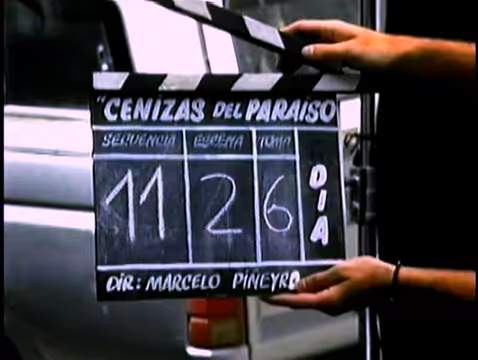 "CENIZAS DEL PARAISO
SECUENCIA ESCENA TOMA
11 2 6 DIA
DIR: MARCELO PIÑEYRO